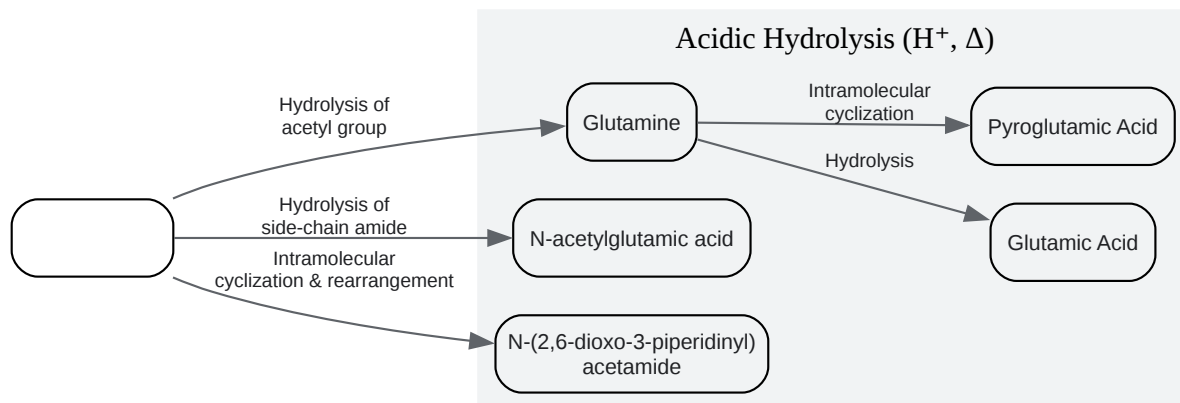 Acidic Hydrolysis (H⁺, Δ)
Hydrolysis of
acetyl group
Glutamine
Intramolecular
cyclization
Pyroglutamic Acid
Hydrolysis
Hydrolysis of
side-chain amide
N-acetylglutamic acid
Glutamic Acid
Intramolecular
cyclization & rearrangement
N-(2,6-dioxo-3-piperidinyl)
acetamide